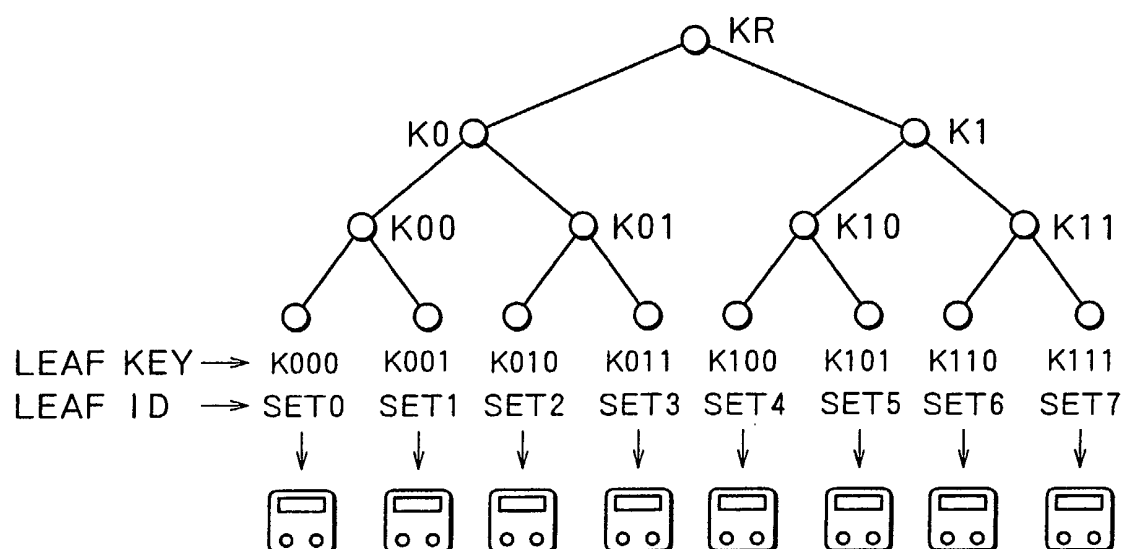 KR
K0 K1
K00 K01 K10 K11
LEAF KEY K000 K001 K010 K011 K100 K101 K110 K111
LEAF ID SET0 SET1 SET2 SET3 SET4 SET5 SET6 SET7